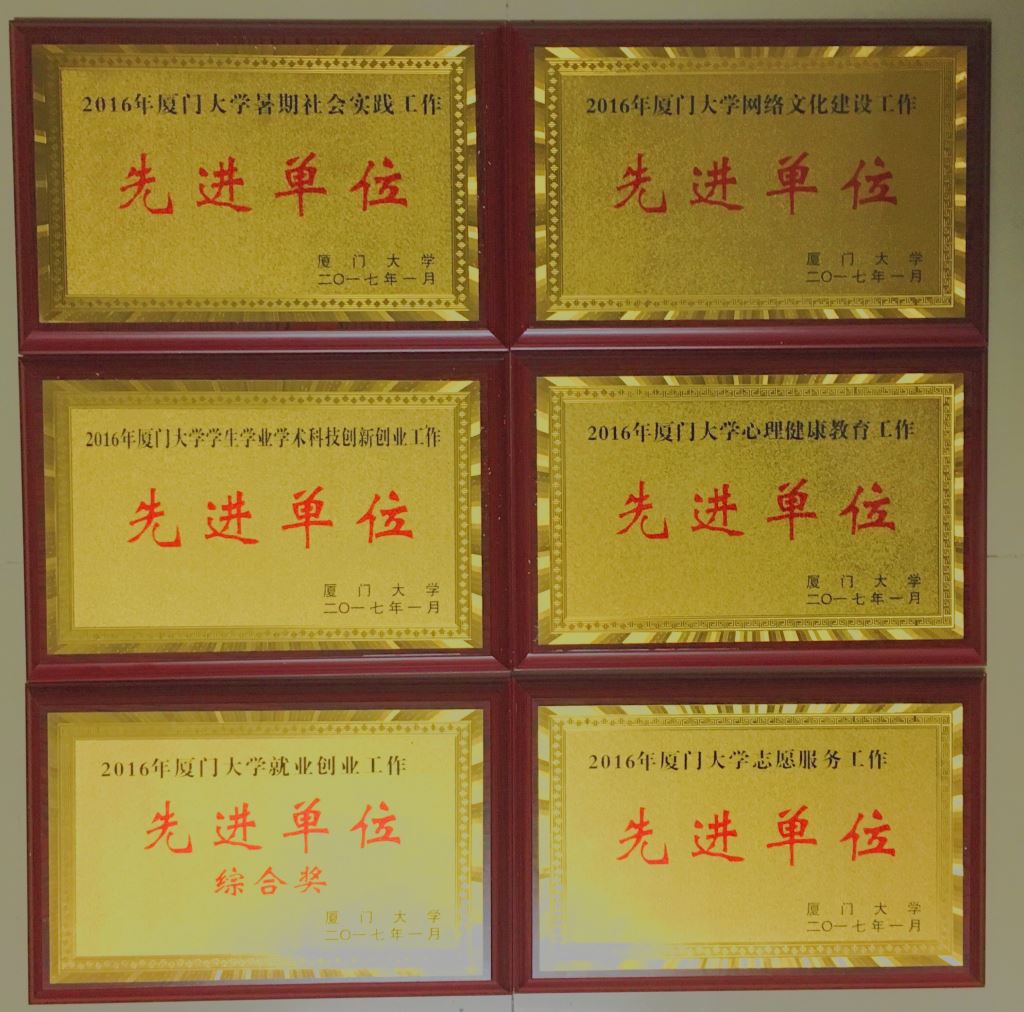 2016年厦门大学暑期社会实践工作
先进单位
厦门大学
二〇一七年一月
2016年厦门大学网络文化建设工作
先进单位
厦门大学
二〇一七年一月
2016年厦门大学学生学业学术科技创新创业工作
先进单位
厦门大学
二〇一七年一月
2016年厦门大学心理健康教育工作
先进单位
厦门大学
二〇一七年一月
2016年厦门大学就业创业工作
先进单位
综合奖
厦门大学
二〇一七年一月
2016年厦门大学志愿服务工作
先进单位
厦门大学
二〇一七年一月